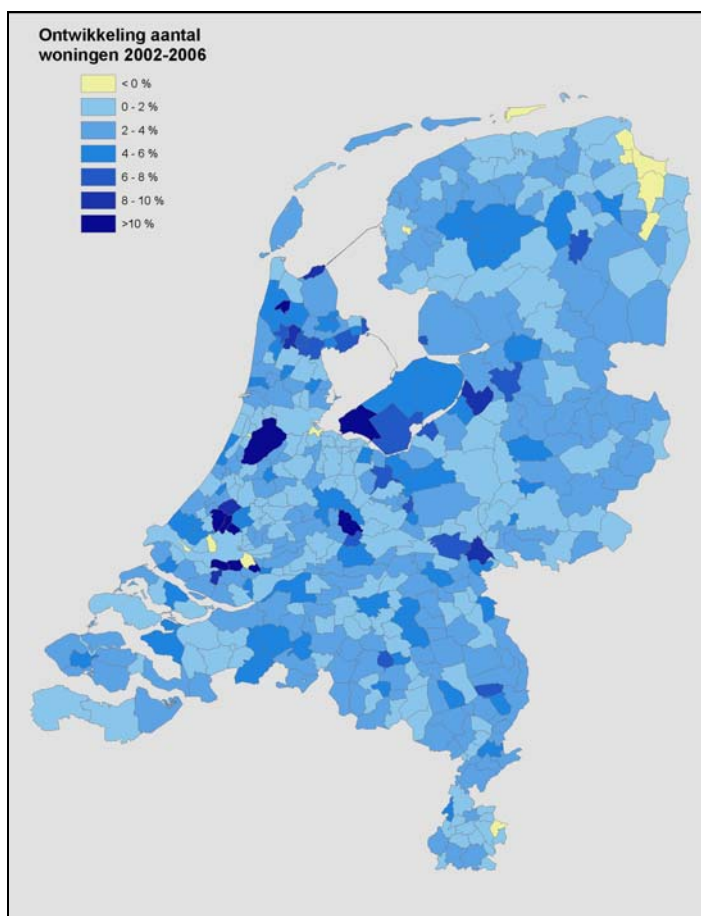 Ontwikkeling aantal
woningen 2002-2006
< 0 %
0 - 2 %
2 - 4 %
4 - 6 %
6 - 8 %
8 - 10 %
>10 %